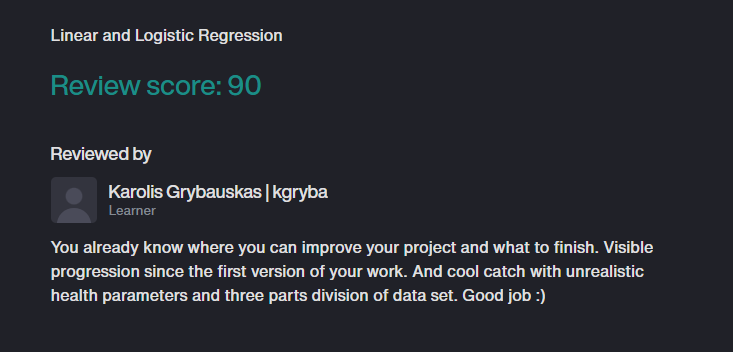 Linear and Logistic Regression
Review score: 90
Reviewed by
Karolis Grybauskas | kgryba
Learner
You already know where you can improve your project and what to finish. Visible
progression since the first version of your work. And cool catch with unrealistic
health parameters and three parts division of data set. Good job :)